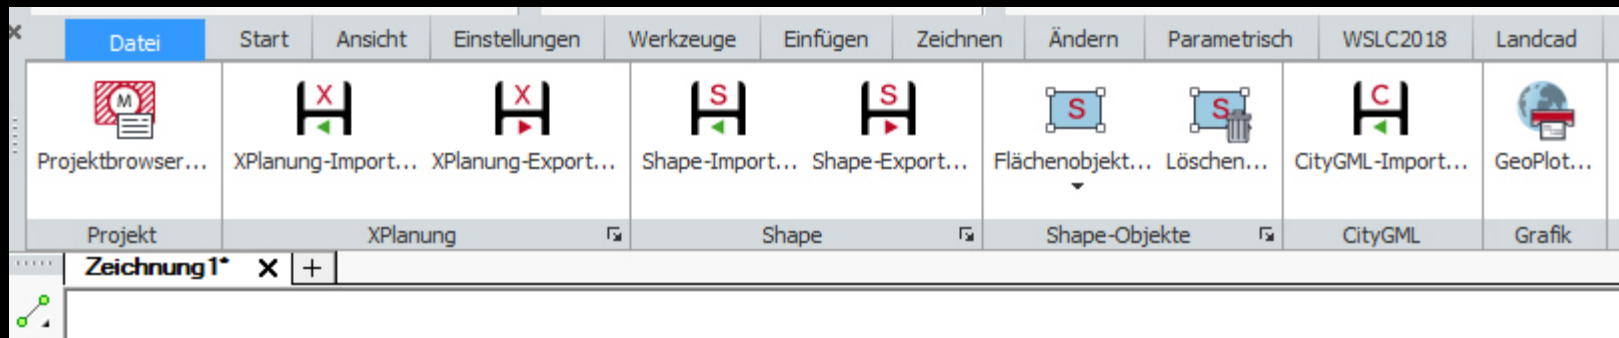 Datei Start Ansicht Einstellungen Werkzeuge Einfügen Zeichnen Ändern Parametrisch WSLC2018 Landcad
M X X S S S S C
Projektbrowser... XPlanung-Import... XPlanung-Export... Shape-Import... Shape-Export... Flächenobjekt... Löschen... CityGML-Import... GeoPlot...
Projekt XPlanung Shape Shape-Objekte CityGML Grafik
Zeichnung1* X +